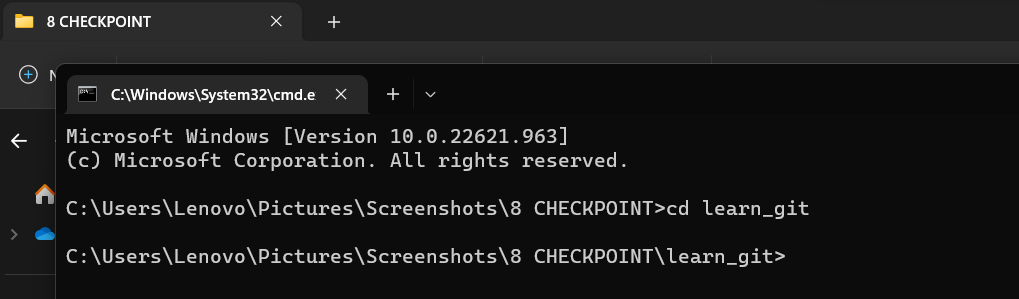 8 CHECKPOINT
C:\Windows\System32\cmd.e
Microsoft Windows [Version 10.0.22621.963]
(c) Microsoft Corporation. All rights reserved.
C:\Users\Lenovo\Pictures\Screenshots\8 CHECKPOINT>cd learn_git
C:\Users\Lenovo\Pictures\Screenshots\8 CHECKPOINT\learn_git>